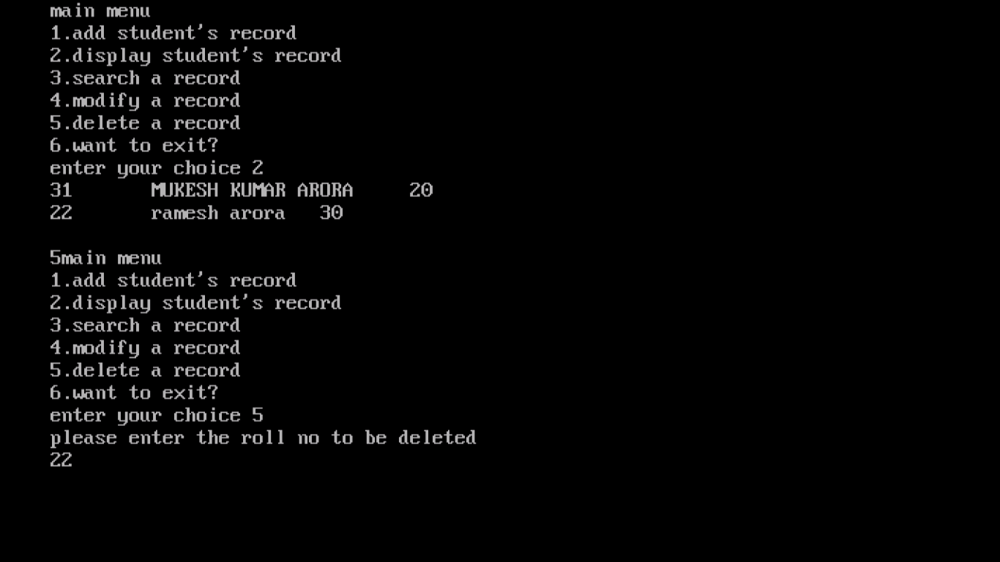 main menu
1.add student's record
2.display student's record
3.search a record
4.modify a record
5.delete a record
6.want to exit?
enter your choice 2
31       MUKESH KUMAR ARORA     20
22       ramesh arora   30
5main menu
1.add student's record
2.display student's record
3.search a record
4.modify a record
5.delete a record
6.want to exit?
enter your choice 5
please enter the roll no to be deleted
22